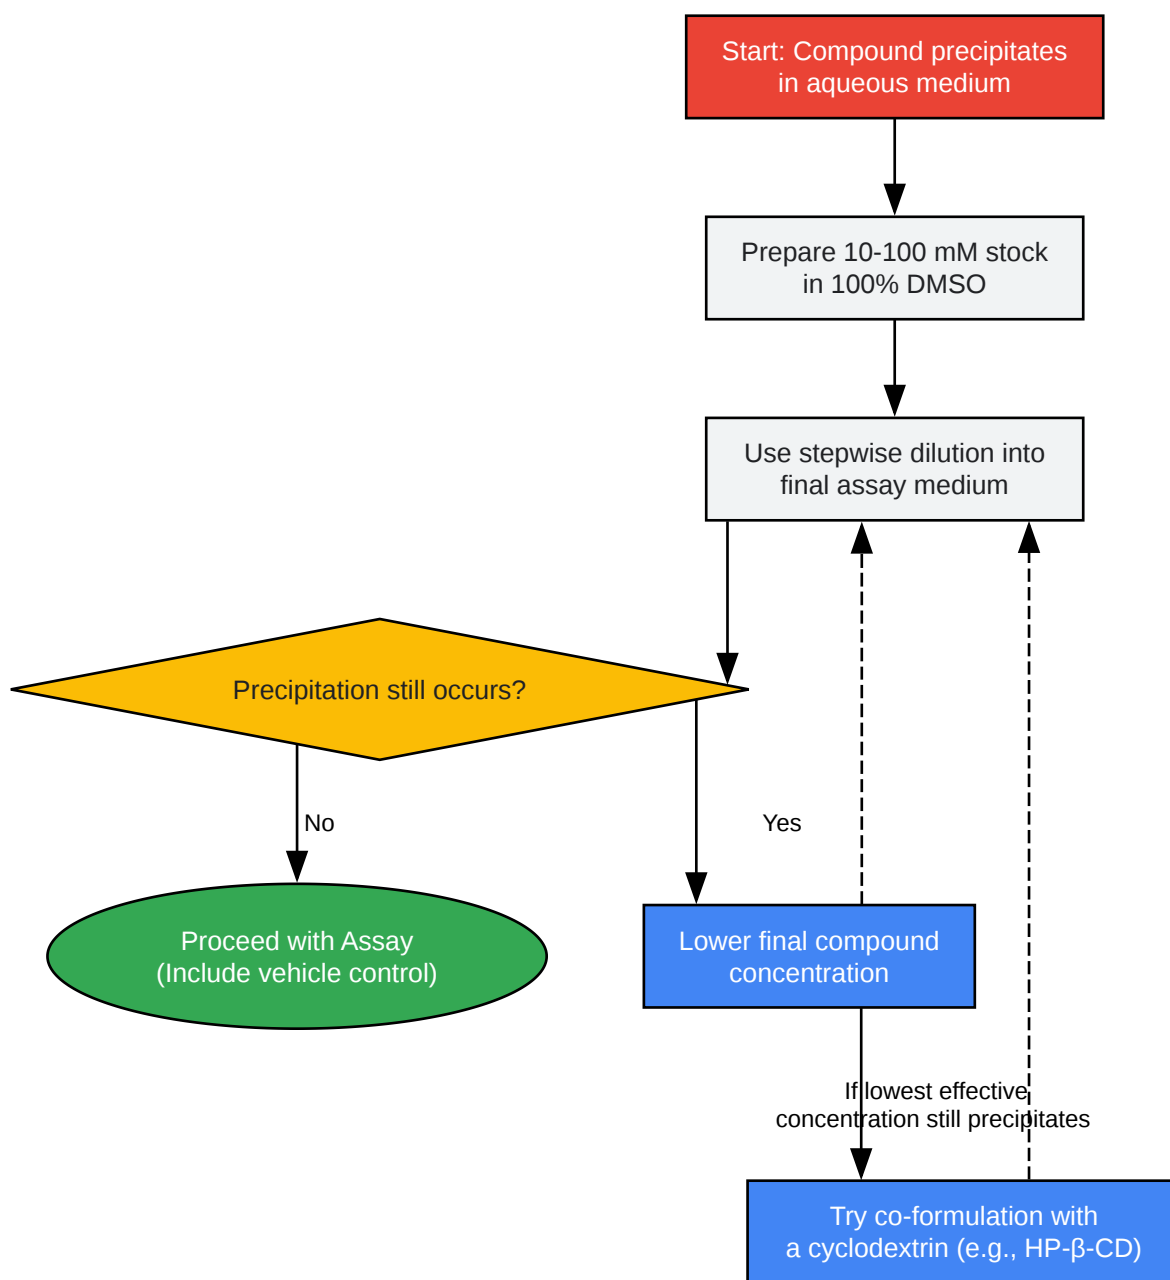 Start: Compound precipitates
in aqueous medium
Prepare 10-100 mM stock
in 100% DMSO
Use stepwise dilution into
final assay medium
Precipitation still occurs?
No
Yes
Proceed with Assay
(Include vehicle control)
Lower final compound
concentration
If lowest effective
concentration still precipitates
Try co-formulation with
a cyclodextrin (e.g., HP-β-CD)